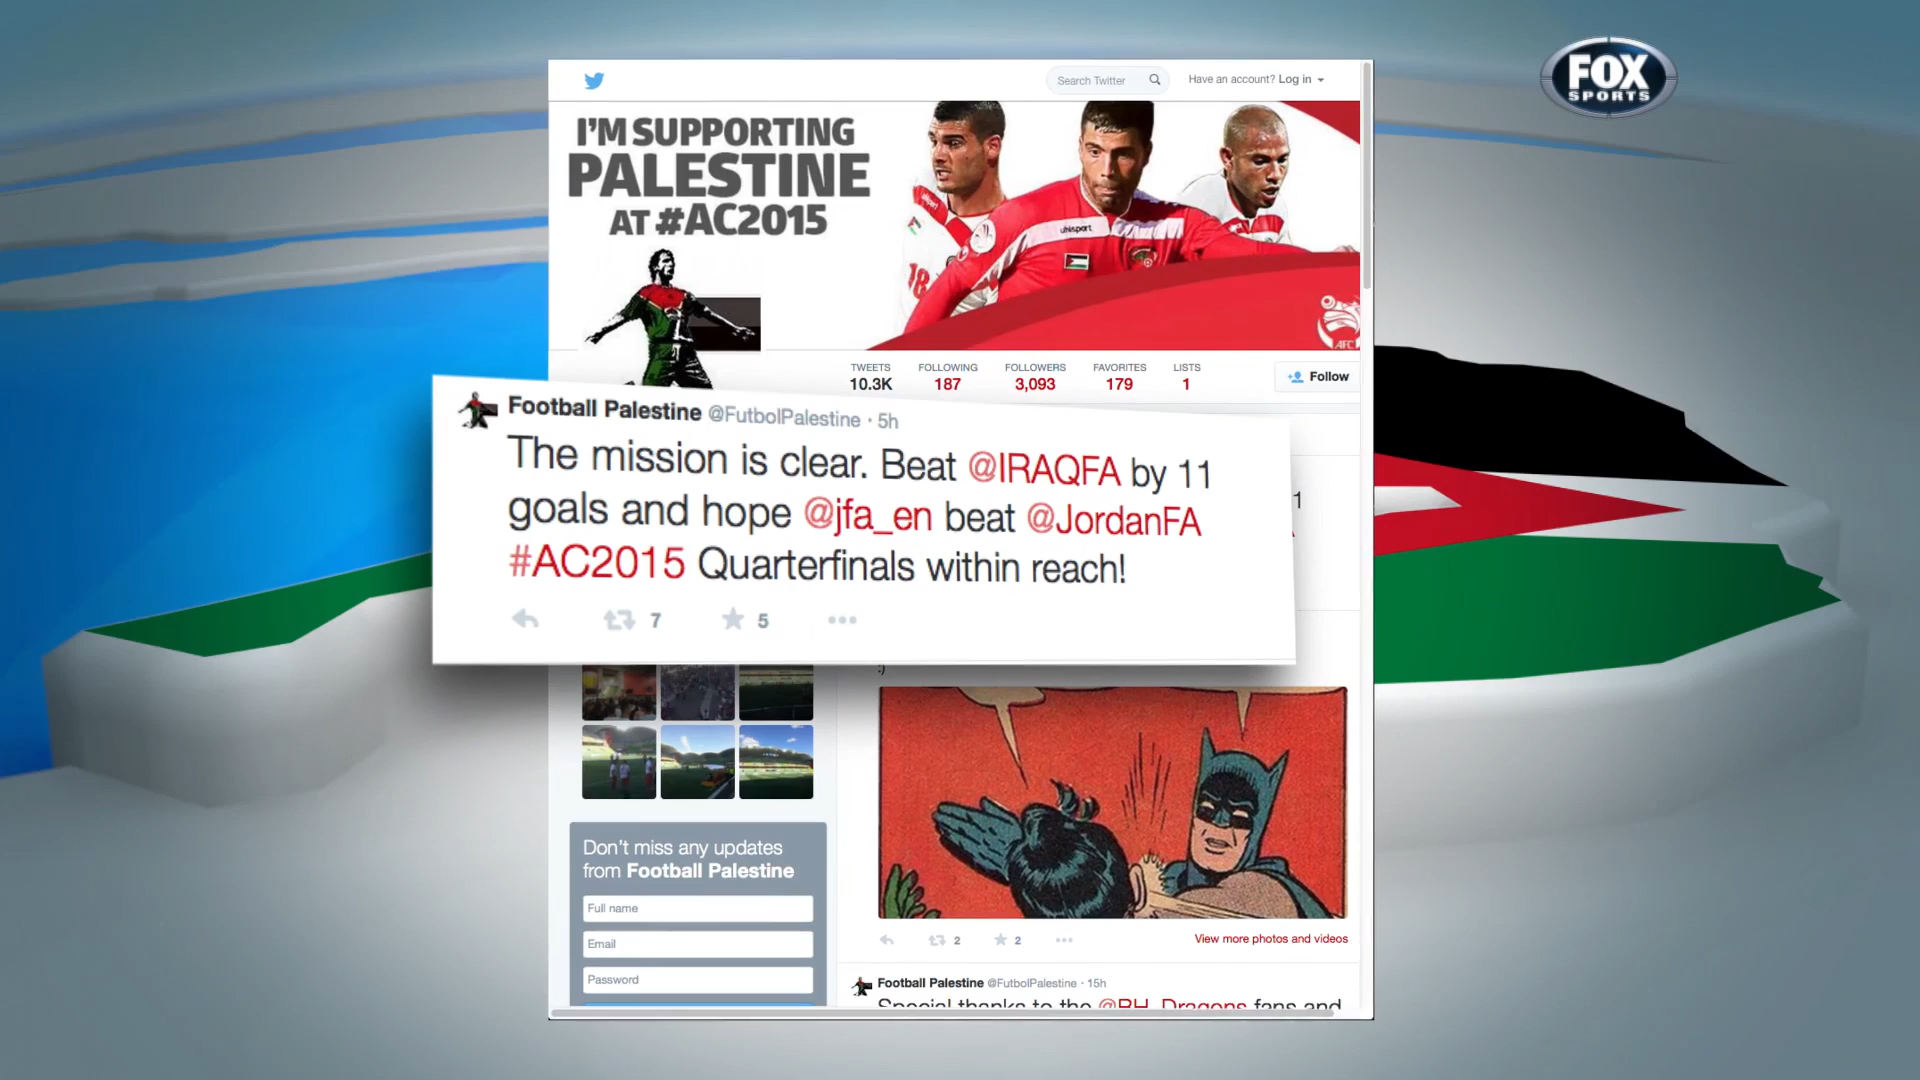 FOX
SPORTS
Search Twitter
Have an account? Log in
I'M SUPPORTING
PALESTINE
AT #AC2015
uhlsport
18
AFC
TWEETS FOLLOWING FOLLOWERS FAVORITES LISTS
10.3K 187 3,093 179 1
Follow
Football Palestine @FutbolPalestine · 5h
The mission is clear. Beat @IRAQFA by 11
goals and hope @jfa_en beat @JordanFA
#AC2015 Quarterfinals within reach!
7 5
Don't miss any updates
from Football Palestine
Full name
Email
Password
2 2
View more photos and videos
Football Palestine @FutbolPalestine · 15h
Special thanks to the @RH_Dragons fans and